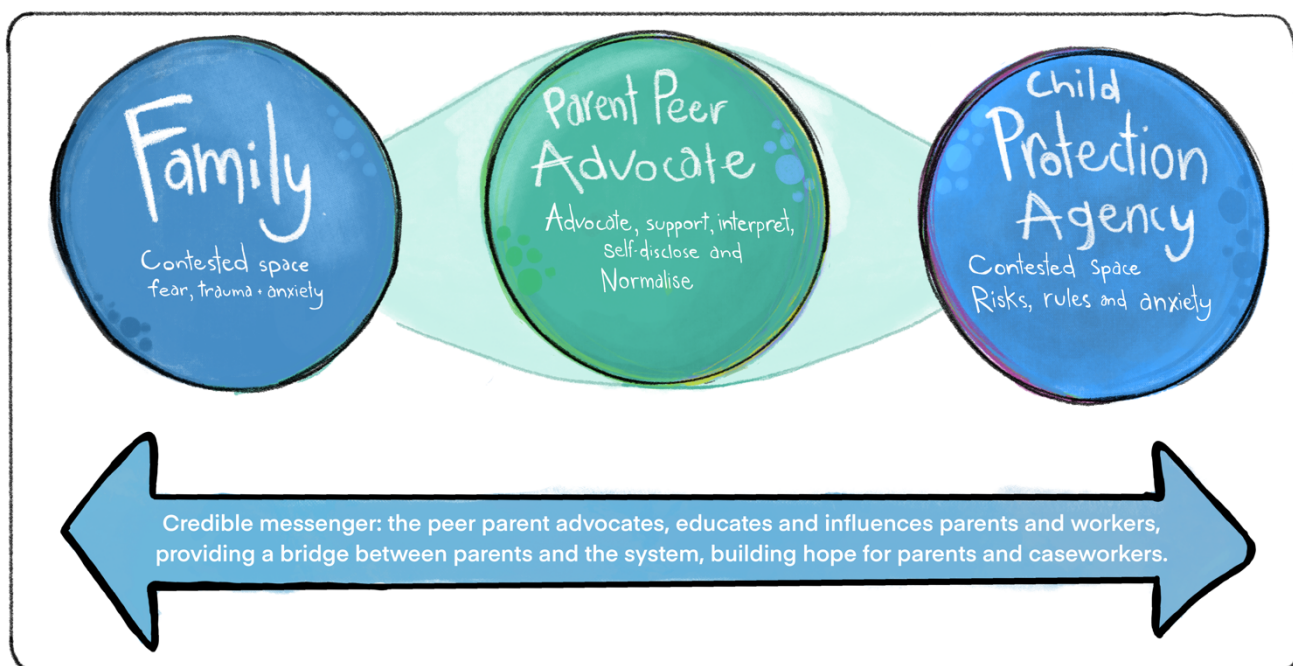 Family
Contested space
fear, trauma + anxiety
Parent Peer
Advocate
Advocate, support, interpret,
Self-disclose and
Normalise
Child
Protection
Agency
Contested Space
Risks, rules and anxiety
Credible messenger: the peer parent advocates, educates and influences parents and workers,
providing a bridge between parents and the system, building hope for parents and caseworkers.